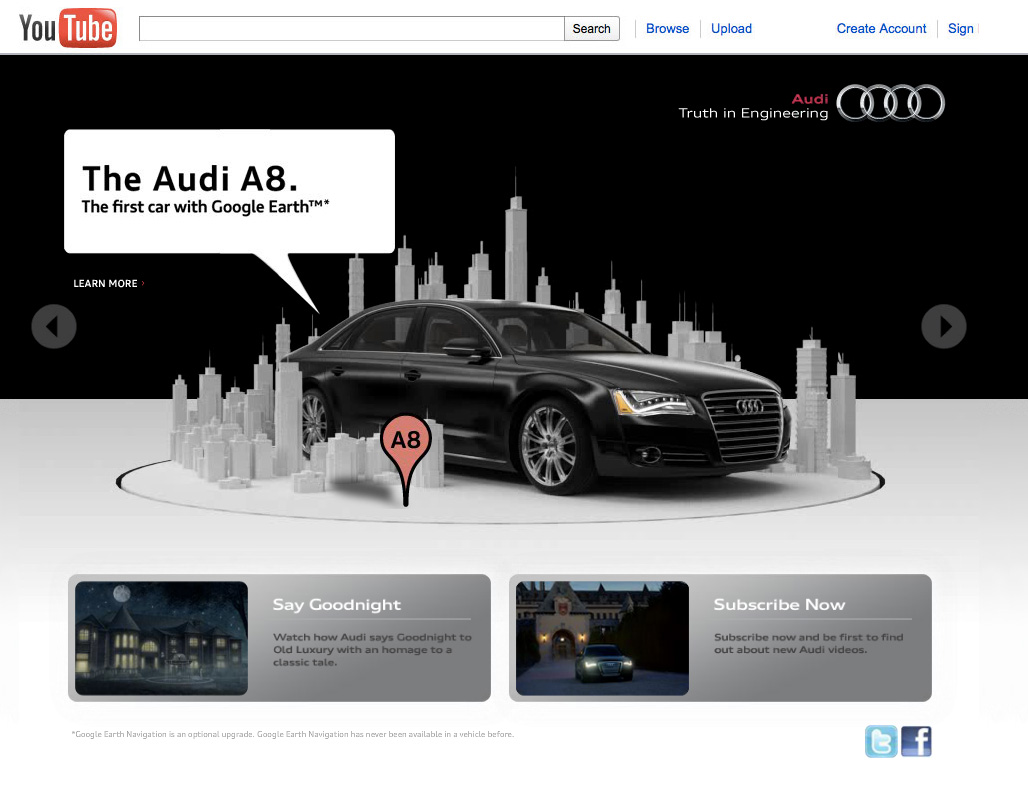 YouTube
Search
Browse
Upload
Create Account
Sign
Audi
Truth in Engineering
The Audi A8.
The first car with Google Earth™*
LEARN MORE ›
A8
Say Goodnight
Watch how Audi says Goodnight to
Old Luxury with an homage to a
classic tale.
Subscribe Now
Subscribe now and be first to find
out about new Audi videos.
*Google Earth Navigation is an optional upgrade. Google Earth Navigation has never been available in a vehicle before.
t
f